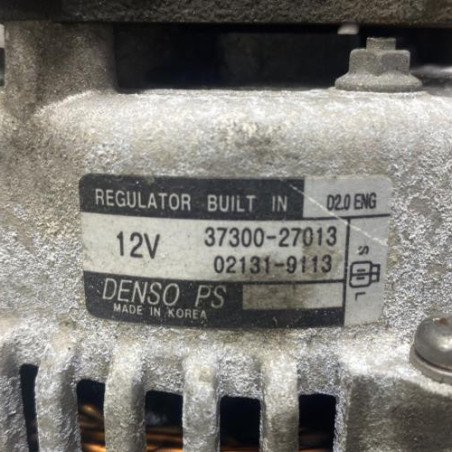 REGULATOR BUILT IN D2.0 ENG
12V 37300-27013
02131-9113
S
L
DENSO PS
MADE IN KOREA